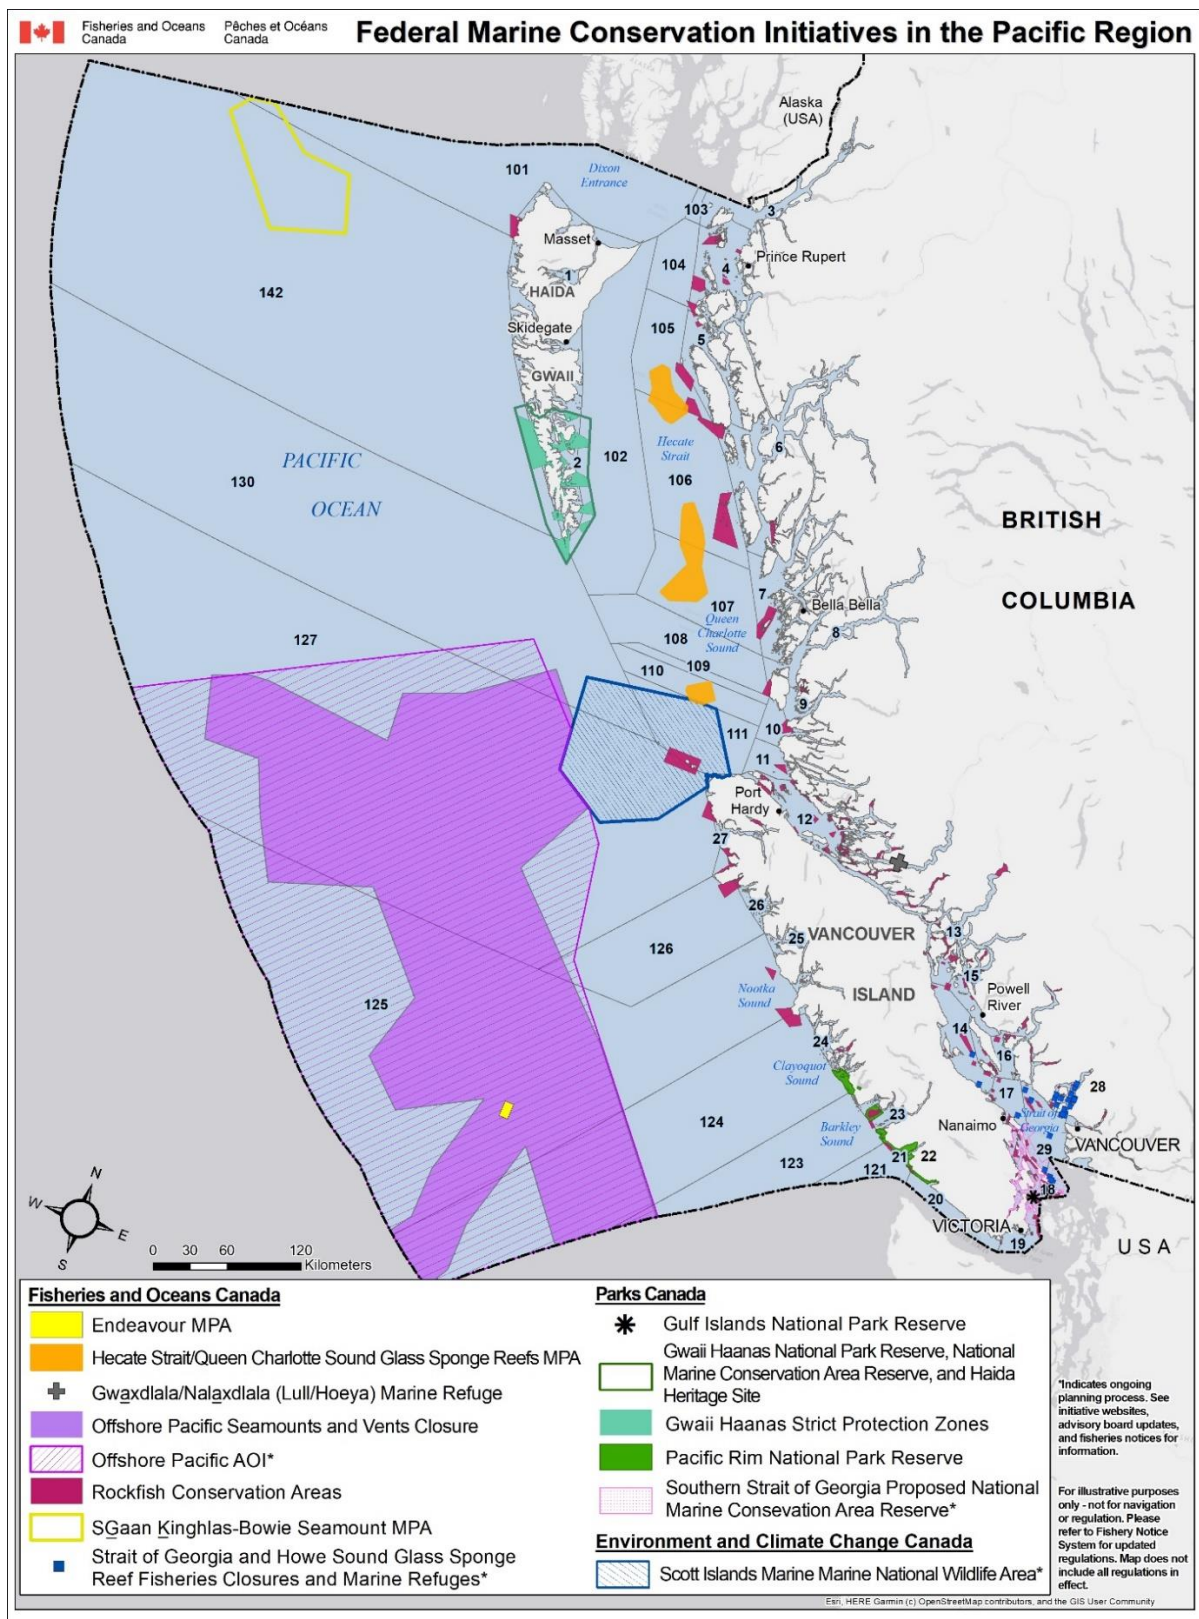 Fisheries and Oceans Canada
Pêches et Océans Canada
Federal Marine Conservation Initiatives in the Pacific Region
Alaska (USA)
101
Dixon Entrance
103
3
Masset
104
4
Prince Rupert
142
1
HAIDA
105
Skidegate
5
GWAII
Hecate Strait
6
2
102
106
PACIFIC
130
OCEAN
BRITISH
COLUMBIA
7
107
Bella Bella
Queen Charlotte Sound
8
127
108
109
110
9
10
111
11
Port Hardy
12
27
26
25
VANCOUVER
13
126
15
Nootka Sound
ISLAND
Powell River
125
14
24
16
Clayoquot Sound
28
17
23
Strait of Georgia
124
Nanaimo
Barkley Sound
VANCOUVER
29
21
22
123
121
18
20
VICTORIA
19
USA
N
W
E
S
0 30 60 120
Kilometers
Fisheries and Oceans Canada
Endeavour MPA
Hecate Strait/Queen Charlotte Sound Glass Sponge Reefs MPA
Gwa̲xdlala/Nala̲xdlala (Lull/Hoeya) Marine Refuge
Offshore Pacific Seamounts and Vents Closure
Offshore Pacific AOI*
Rockfish Conservation Areas
SG̲aan K̲inghlas-Bowie Seamount MPA
Strait of Georgia and Howe Sound Glass Sponge
Reef Fisheries Closures and Marine Refuges*
Parks Canada
Gulf Islands National Park Reserve
Gwaii Haanas National Park Reserve, National
Marine Conservation Area Reserve, and Haida
Heritage Site
Gwaii Haanas Strict Protection Zones
Pacific Rim National Park Reserve
Southern Strait of Georgia Proposed National
Marine Consevation Area Reserve*
Environment and Climate Change Canada
Scott Islands Marine Marine National Wildlife Area*
*Indicates ongoing
planning process. See
initiative websites,
advisory board updates,
and fisheries notices for
information.
For illustrative purposes
only - not for navigation
or regulation. Please
refer to Fishery Notice
System for updated
regulations. Map does not
include all regulations in
effect.
Esri, HERE Garmin (c) OpenStreetMap contributors, and the GIS User Community